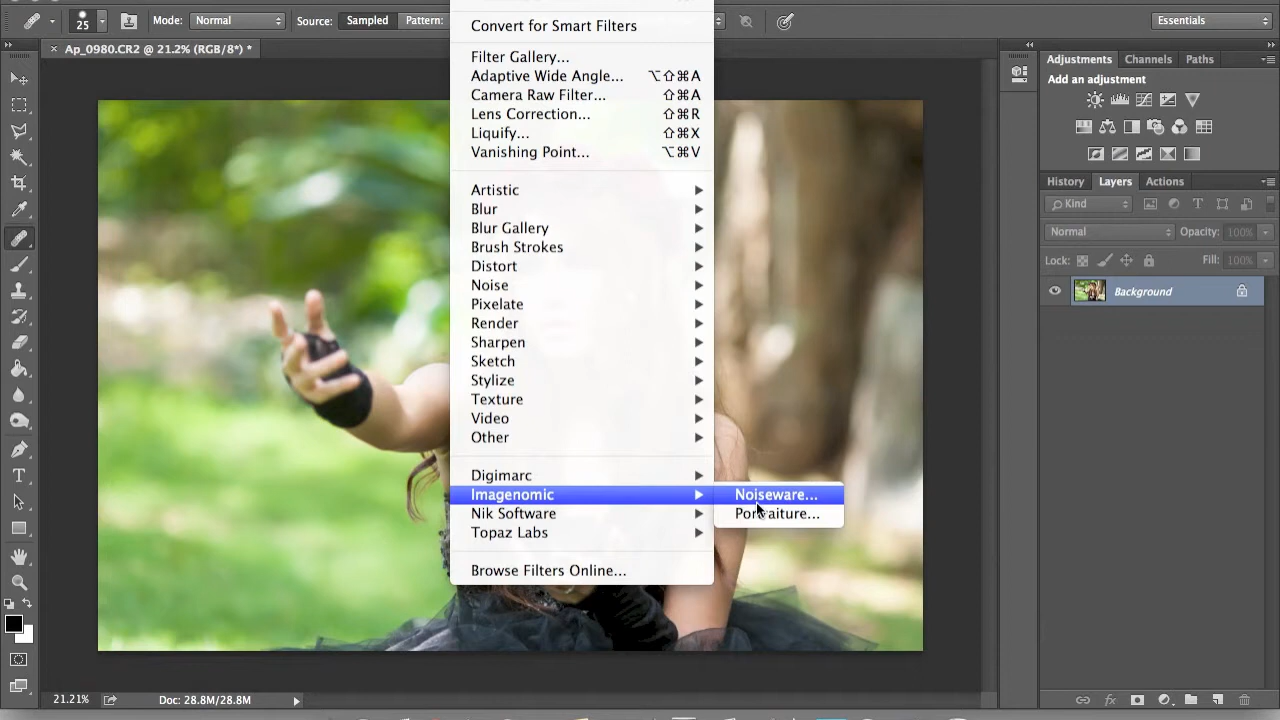 25
Mode:
Normal
Source:
Sampled
Pattern:
Essentials
Ap_0980.CR2 @ 21.2% (RGB/8*) *
Convert for Smart Filters
Filter Gallery...
Adaptive Wide Angle... ⌥⇧⌘A
Camera Raw Filter... ⇧⌘A
Lens Correction... ⇧⌘R
Liquify... ⇧⌘X
Vanishing Point... ⌥⌘V
Artistic
Blur
Blur Gallery
Brush Strokes
Distort
Noise
Pixelate
Render
Sharpen
Sketch
Stylize
Texture
Video
Other
Digimarc
Imagenomic
Nik Software
Topaz Labs
Browse Filters Online...
Noiseware...
Portraiture...
Adjustments Channels Paths
Add an adjustment
History Layers Actions
Kind
Normal Opacity: 100%
Lock: Fill: 100%
Background
21.21% Doc: 28.8M/28.8M